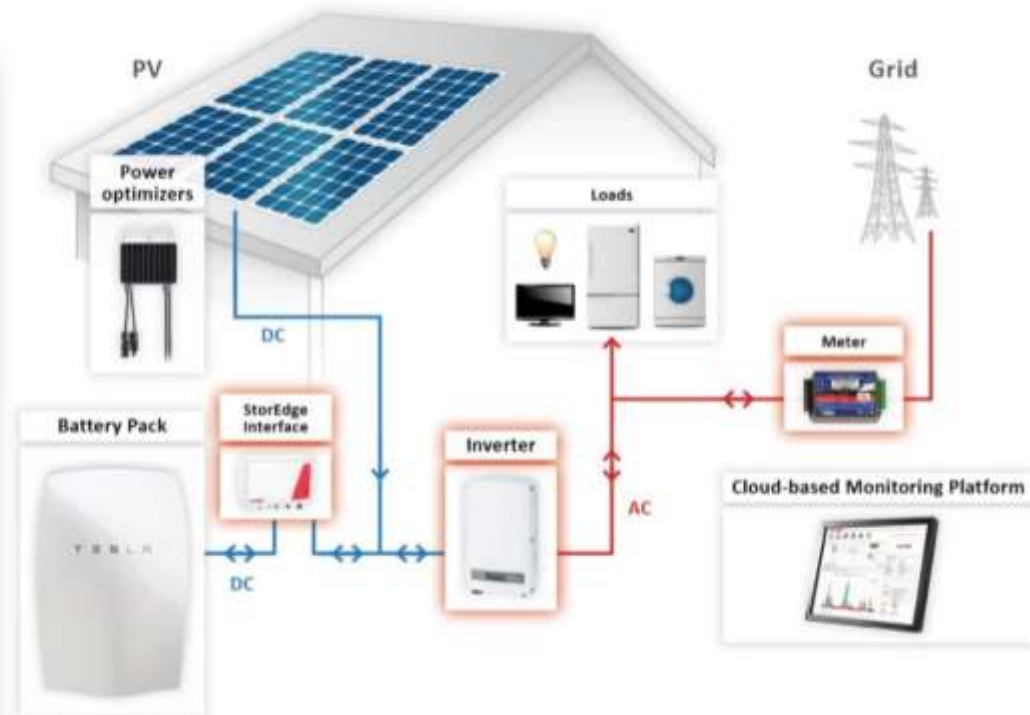 PV
Grid
Power
optimizers
Loads
DC
Meter
StorEdge
Interface
Battery Pack
Inverter
Cloud-based Monitoring Platform
AC
TESLA
DC